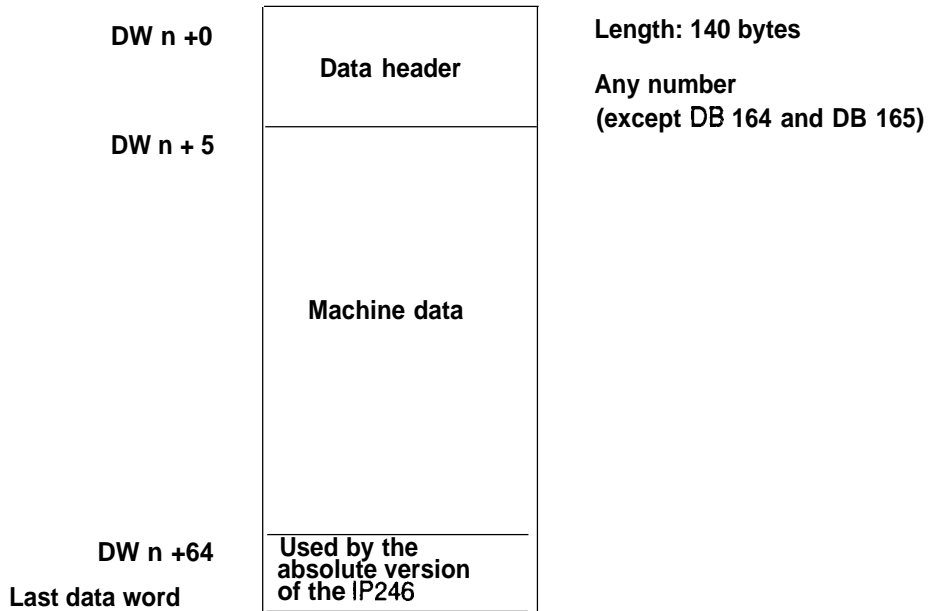 DW n +0
Data header
Length: 140 bytes
Any number
(except DB 164 and DB 165)
DW n + 5
Machine data
DW n +64
Used by the
absolute version
of the IP246
Last data word